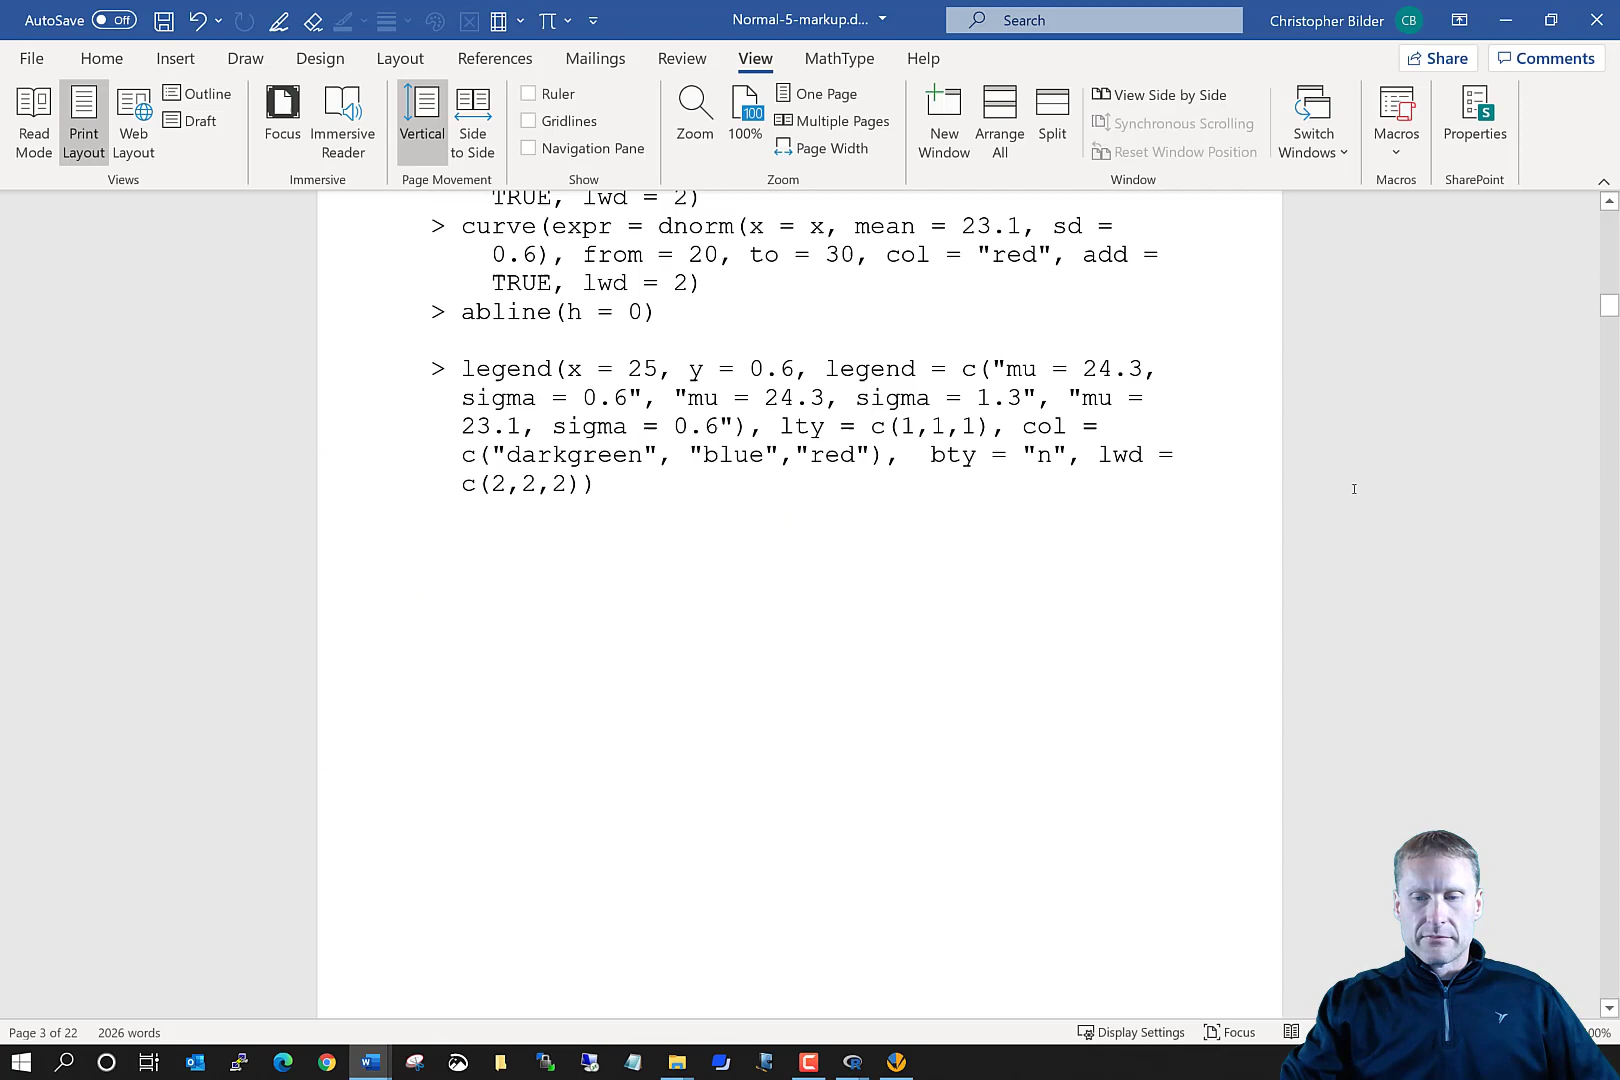 AutoSave Off
Normal-5-markup.d...
Search
Christopher Bilder CB
File Home Insert Draw Design Layout References Mailings Review View MathType Help
Share Comments
Read Mode
Print Layout
Web Layout
Outline
Draft
Views
Focus
Immersive Reader
Immersive
Vertical
Side to Side
Page Movement
Ruler
Gridlines
Navigation Pane
Show
Zoom
100
100%
One Page
Multiple Pages
Page Width
Zoom
New Window
Arrange All
Split
View Side by Side
Synchronous Scrolling
Reset Window Position
Window
Switch Windows
Macros
Macros
S
Properties
SharePoint
TRUE, lwd = 2)
> curve(expr = dnorm(x = x, mean = 23.1, sd =
0.6), from = 20, to = 30, col = "red", add =
TRUE, lwd = 2)
> abline(h = 0)
> legend(x = 25, y = 0.6, legend = c("mu = 24.3,
sigma = 0.6", "mu = 24.3, sigma = 1.3", "mu =
23.1, sigma = 0.6"), lty = c(1,1,1), col =
c("darkgreen", "blue","red"), bty = "n", lwd =
c(2,2,2))
Page 3 of 22 2026 words
Display Settings Focus